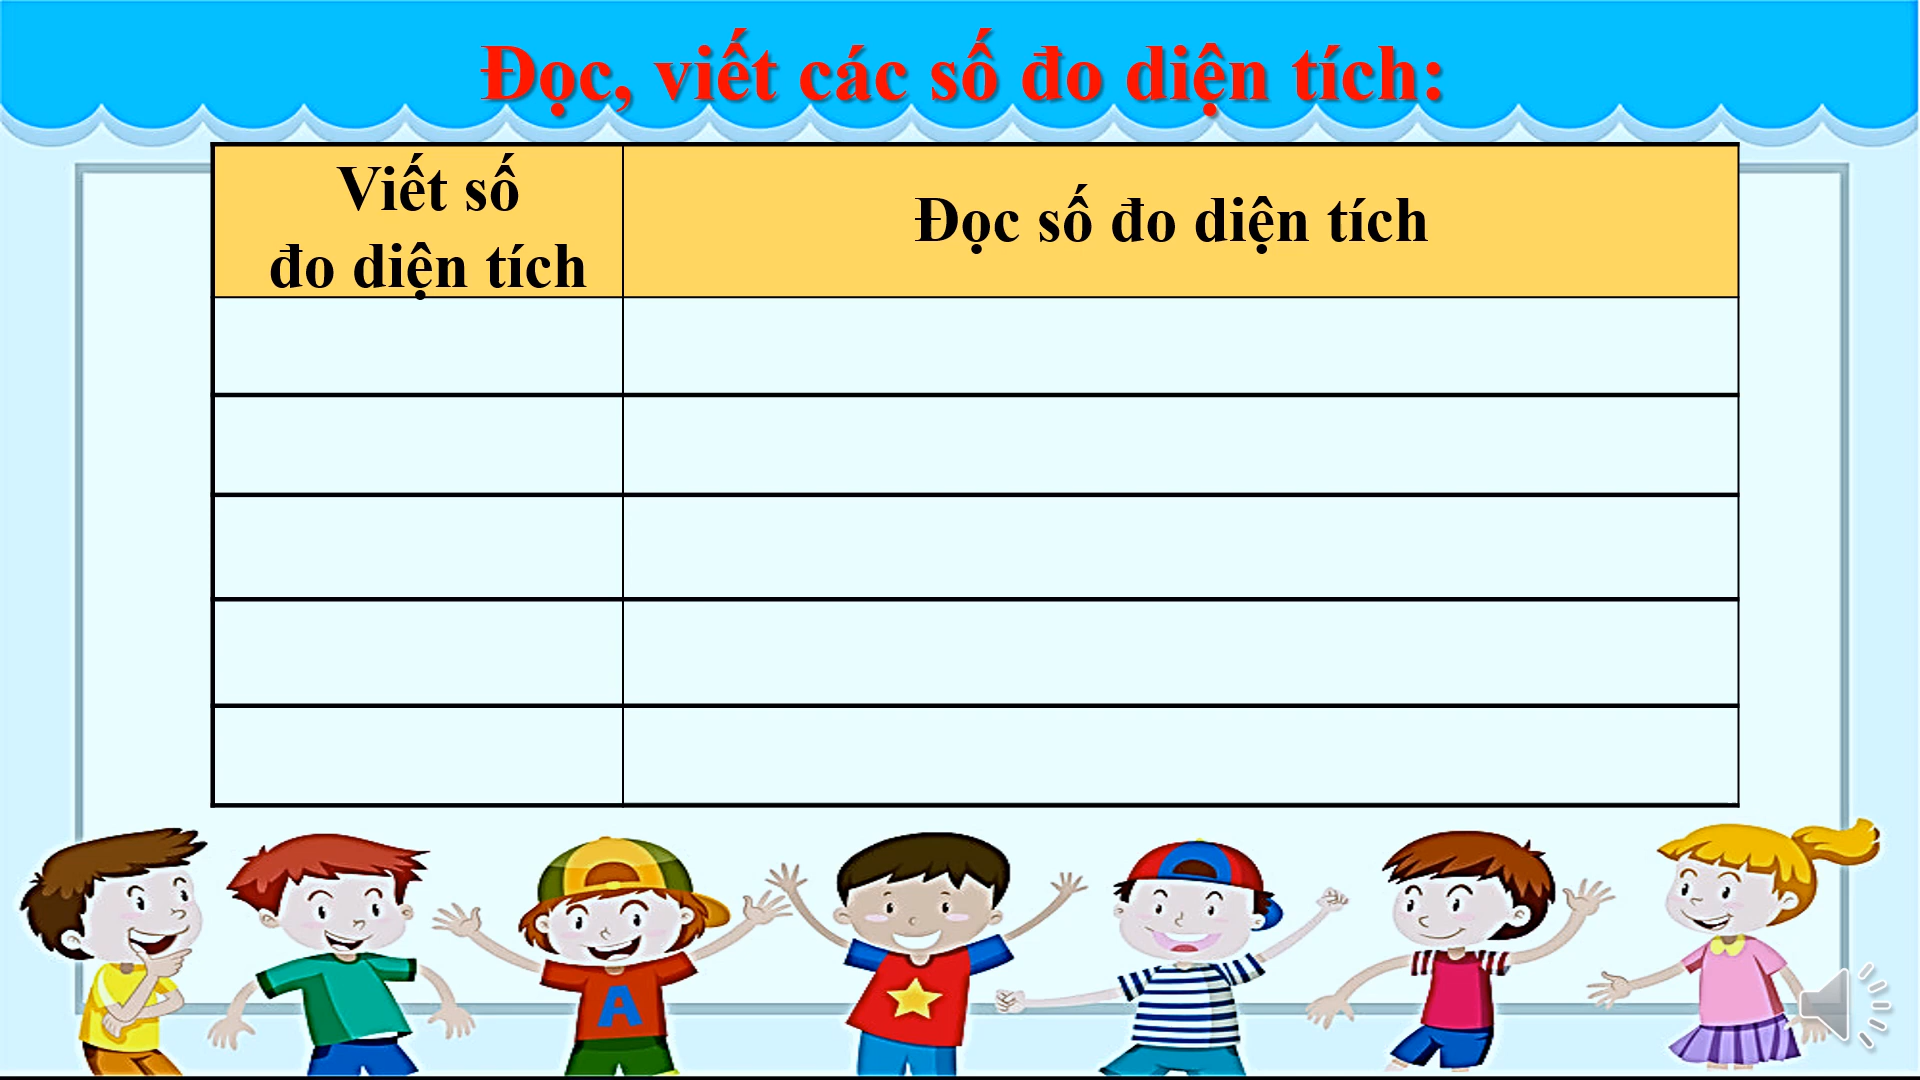 Đọc, viết các số đo diện tích:
Viết số
đo diện tích
Đọc số đo diện tích
A